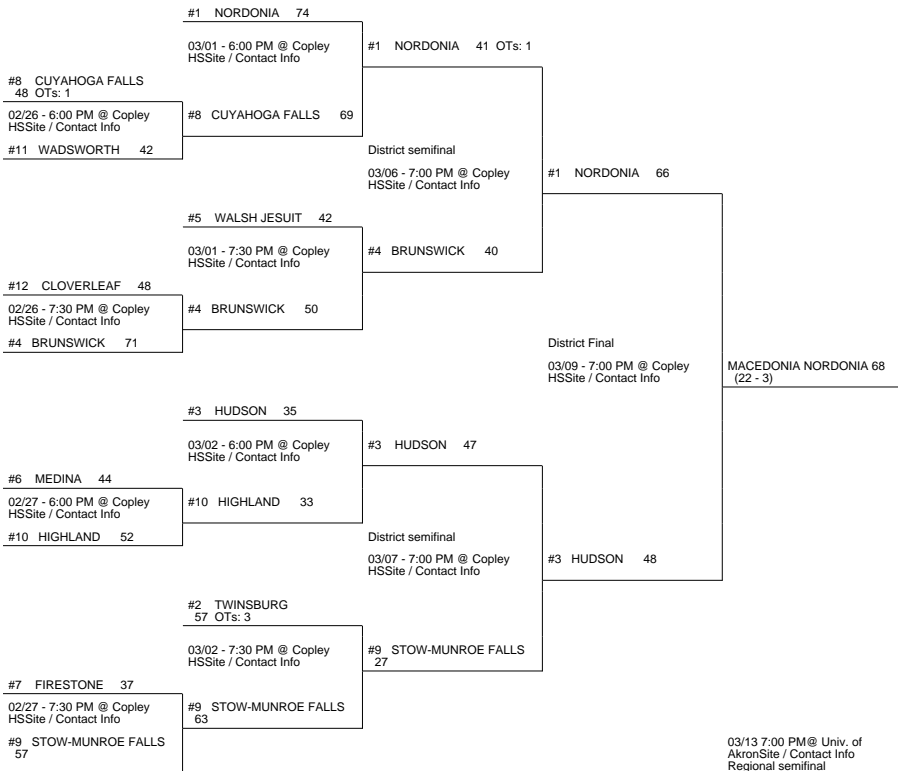 #1 NORDONIA 74
03/01 - 6:00 PM @ Copley
HSSite / Contact Info
#1 NORDONIA 41 OTs: 1
#8 CUYAHOGA FALLS
48 OTs: 1
02/26 - 6:00 PM @ Copley
HSSite / Contact Info
#8 CUYAHOGA FALLS 69
#11 WADSWORTH 42
District semifinal
03/06 - 7:00 PM @ Copley
HSSite / Contact Info
#1 NORDONIA 66
#5 WALSH JESUIT 42
03/01 - 7:30 PM @ Copley
HSSite / Contact Info
#4 BRUNSWICK 40
#12 CLOVERLEAF 48
02/26 - 7:30 PM @ Copley
HSSite / Contact Info
#4 BRUNSWICK 50
#4 BRUNSWICK 71
District Final
03/09 - 7:00 PM @ Copley
HSSite / Contact Info
MACEDONIA NORDONIA 68
(22 - 3)
#3 HUDSON 35
03/02 - 6:00 PM @ Copley
HSSite / Contact Info
#3 HUDSON 47
#6 MEDINA 44
02/27 - 6:00 PM @ Copley
HSSite / Contact Info
#10 HIGHLAND 33
#10 HIGHLAND 52
District semifinal
03/07 - 7:00 PM @ Copley
HSSite / Contact Info
#3 HUDSON 48
#2 TWINSBURG
57 OTs: 3
03/02 - 7:30 PM @ Copley
HSSite / Contact Info
#9 STOW-MUNROE FALLS
27
#7 FIRESTONE 37
02/27 - 7:30 PM @ Copley
HSSite / Contact Info
#9 STOW-MUNROE FALLS
63
#9 STOW-MUNROE FALLS
57
03/13 7:00 PM@ Univ. of
AkronSite / Contact Info
Regional semifinal